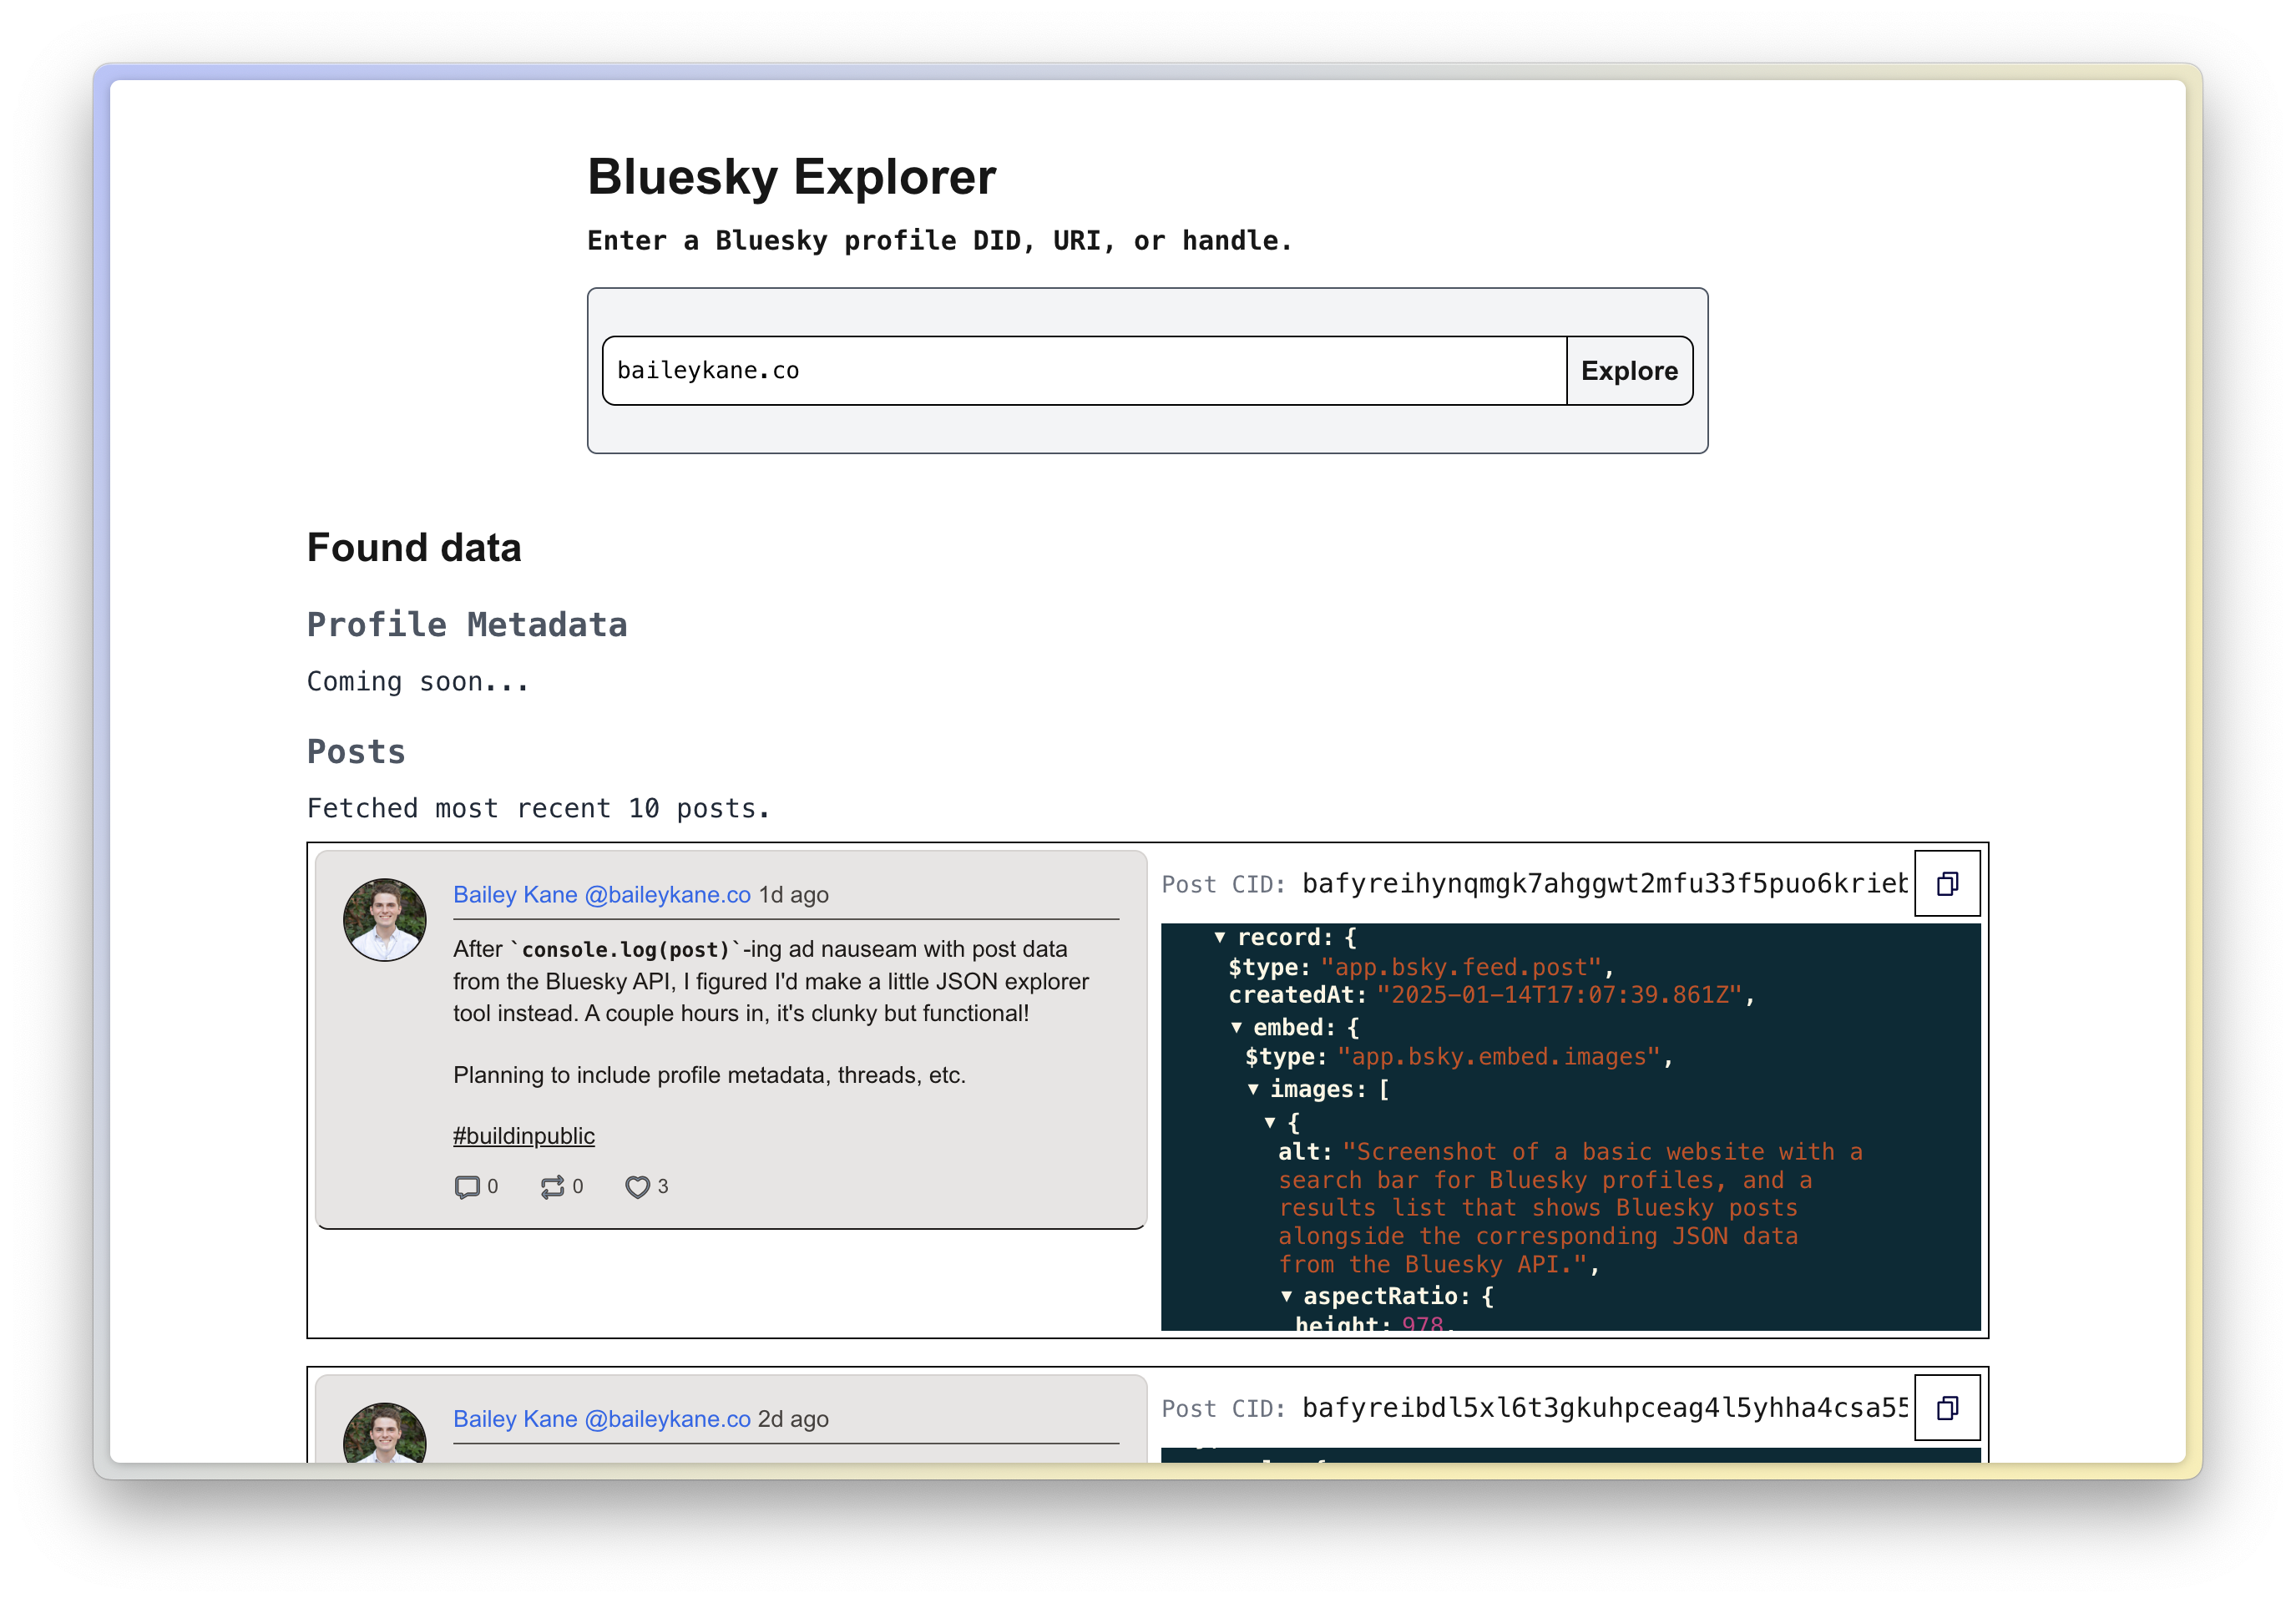 Bluesky Explorer
Enter a Bluesky profile DID, URI, or handle.
baileykane.co
Explore
Found data
Profile Metadata
Coming soon...
Posts
Fetched most recent 10 posts.
Bailey Kane @baileykane.co 1d ago
After `console.log(post)`-ing ad nauseam with post data
from the Bluesky API, I figured I'd make a little JSON explorer
tool instead. A couple hours in, it's clunky but functional!
Planning to include profile metadata, threads, etc.
#buildinpublic
0 0 3
Post CID: bafyreihynqmgk7ahggwt2mfu33f5puo6krieb
▼ record: {
$type: "app.bsky.feed.post",
createdAt: "2025-01-14T17:07:39.861Z",
▼ embed: {
$type: "app.bsky.embed.images",
▼ images: [
▼ {
alt: "Screenshot of a basic website with a
search bar for Bluesky profiles, and a
results list that shows Bluesky posts
alongside the corresponding JSON data
from the Bluesky API.",
▼ aspectRatio: {
height: 978,
Bailey Kane @baileykane.co 2d ago
Post CID: bafyreibdl5xl6t3gkuhpceag4l5yhha4csa55